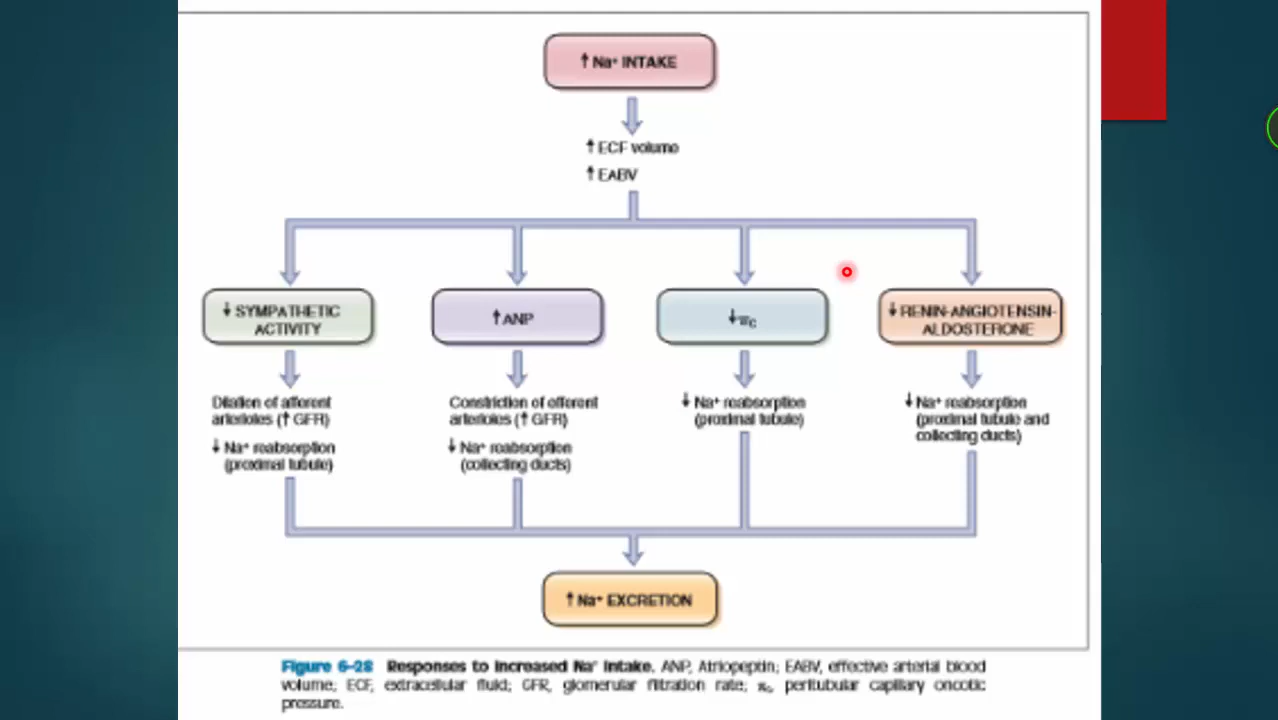 ↑ Na⁺ INTAKE
↑ ECF volume
↑ EABV
↓ SYMPATHETIC
ACTIVITY
Dilation of afferent
arterioles (↑ GFR)
↓ Na⁺ reabsorption
(proximal tubule)
↑ ANP
Constriction of efferent
arterioles (↑ GFR)
↓ Na⁺ reabsorption
(collecting ducts)
↓ πc
↓ Na⁺ reabsorption
(proximal tubule)
↓ RENIN-ANGIOTENSIN-
ALDOSTERONE
↓ Na⁺ reabsorption
(proximal tubule and
collecting ducts)
↑ Na⁺ EXCRETION
Figure 6–28 Responses to increased Na⁺ intake. ANP, Atriopeptin; EABV, effective arterial blood
volume; ECF, extracellular fluid; GFR, glomerular filtration rate; πc, peritubular capillary oncotic
pressure.